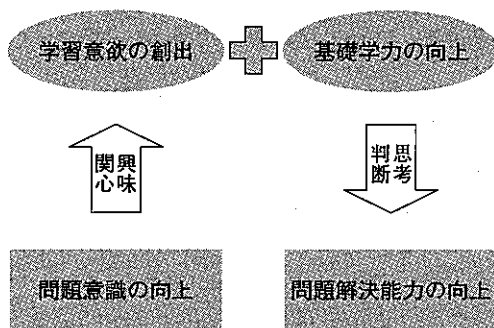 学習意欲の創出
基礎学力の向上
興味
関心
思考
判断
問題意識の向上
問題解決能力の向上